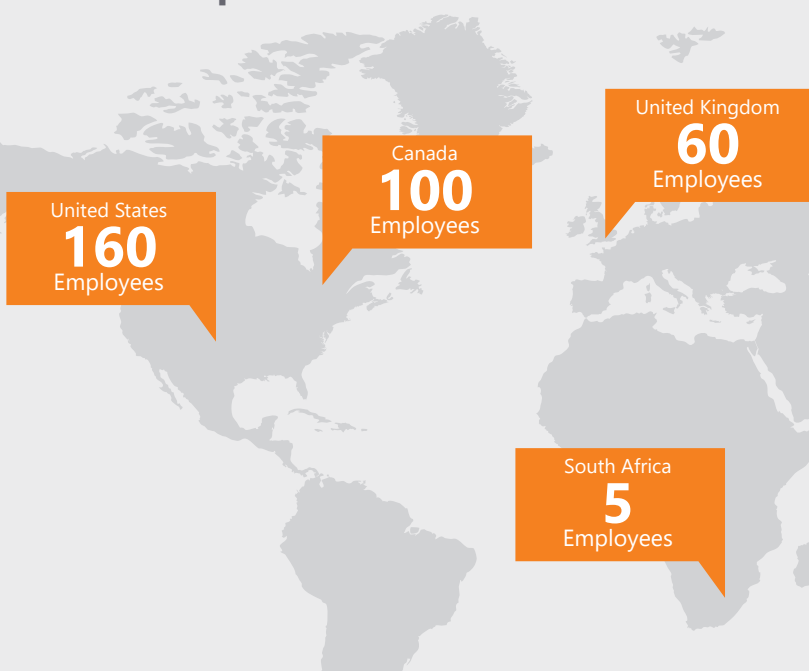 United Kingdom
60
Employees
Canada
100
Employees
United States
160
Employees
South Africa
5
Employees